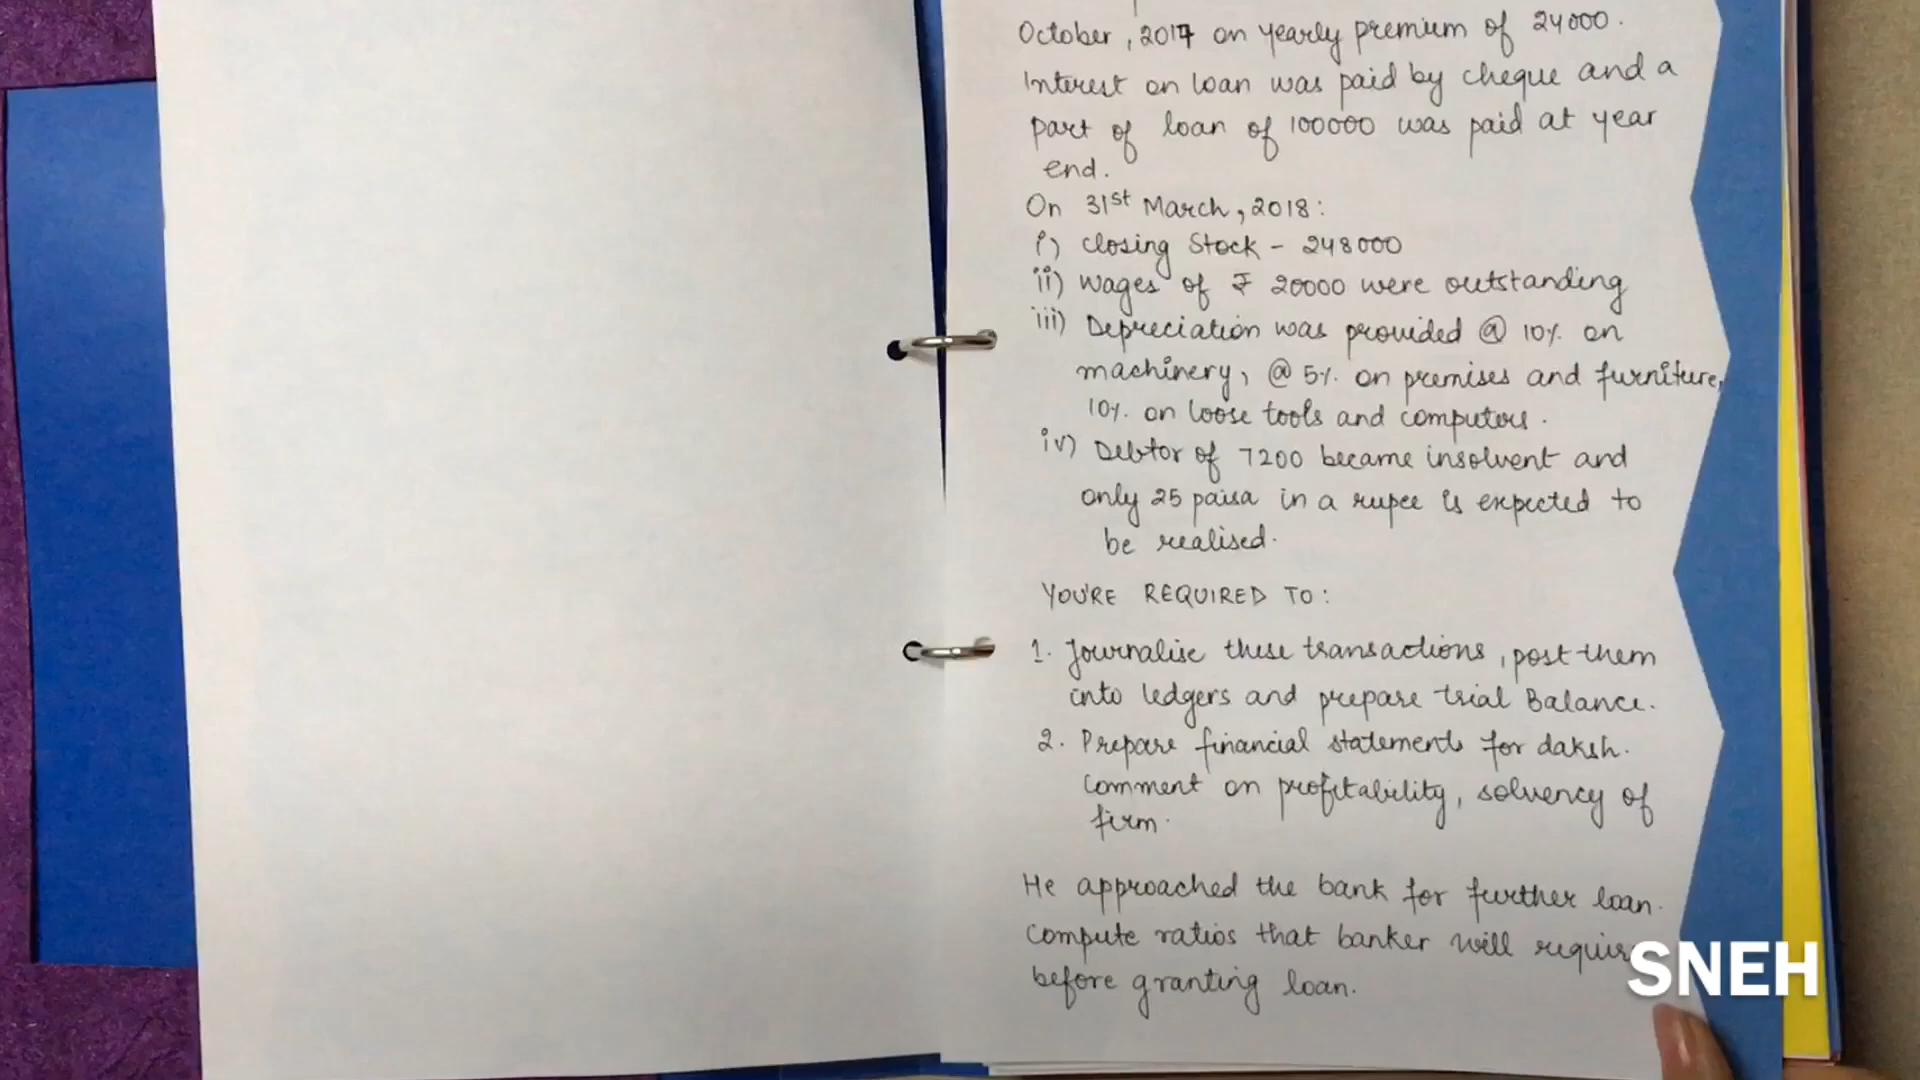 October, 2017 on yearly premium of 24000.
Interest on loan was paid by cheque and a
part of loan of 100000 was paid at year
end.
On 31st March, 2018:
i) Closing Stock - 248000
ii) Wages of ₹ 20000 were outstanding
iii) Depreciation was provided @ 10% on
machinery, @ 5% on premises and furniture,
10% on loose tools and computers.
iv) Debtor of 7200 became insolvent and
only 25 paisa in a rupee is expected to
be realised.
YOU'RE REQUIRED TO:
1. Journalise these transactions, post them
into ledgers and prepare trial Balance.
2. Prepare financial statements for daksh.
Comment on profitability, solvency of
firm.
He approached the bank for further loan.
Compute ratios that banker will requir
before granting loan.
SNEH